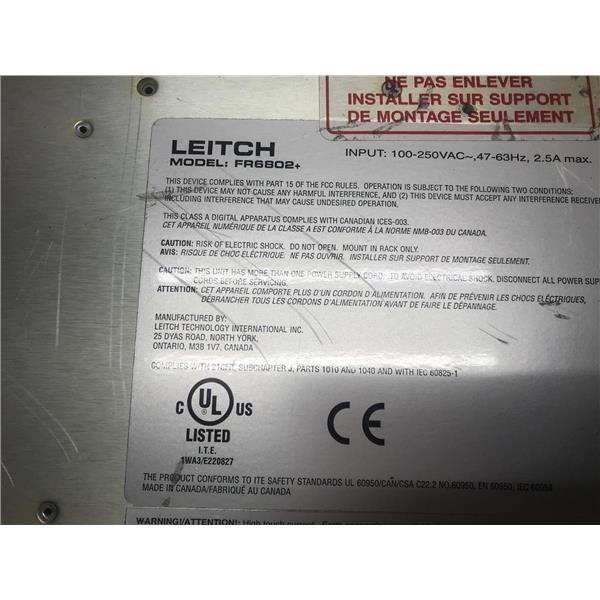 NE PAS ENLEVER
INSTALLER SUR SUPPORT
DE MONTAGE SEULEMENT
LEITCH
MODEL: FR6802+
INPUT: 100-250VAC~,47-63Hz, 2.5A max.
THIS DEVICE COMPLIES WITH PART 15 OF THE FCC RULES. OPERATION IS SUBJECT TO THE FOLLOWING TWO CONDITIONS:
(1) THIS DEVICE MAY NOT CAUSE ANY HARMFUL INTERFERENCE, AND (2) THIS DEVICE MUST ACCEPT ANY INTERFERENCE RECEIVE
INCLUDING INTERFERENCE THAT MAY CAUSE UNDESIRED OPERATION.
THIS CLASS A DIGITAL APPARATUS COMPLIES WITH CANADIAN ICES-003.
CET APPAREIL NUMERIQUE DE LA CLASSE A EST CONFORME À LA NORME NMB-003 DU CANADA.
CAUTION: RISK OF ELECTRIC SHOCK. DO NOT OPEN. MOUNT IN RACK ONLY.
AVIS: RISQUE DE CHOC ÉLECTRIQUE. NE PAS OUVRIR. INSTALLER SUR SUPPORT DE MONTAGE SEULEMENT.
CAUTION: THIS UNIT HAS MORE THAN ONE POWER SUPPLY CORD. TO AVOID ELECTRICAL SHOCK, DISCONNECT ALL POWER SUP
CORDS BEFORE SERVICING.
ATTENTION: CET APPAREIL COMPORTE PLUS D'UN CORDON D'ALIMENTATION. AFIN DE PRÉVENIR LES CHOCS ÉLECTRIQUES,
DÉBRANCHER TOUS LES CORDONS D'ALIMENTATION AVANT DE FAIRE LE DÉPANNAGE.
MANUFACTURED BY:
LEITCH TECHNOLOGY INTERNATIONAL INC.
25 DYAS ROAD, NORTH YORK,
ONTARIO, M3B 1V7, CANADA
COMPLIES WITH 21CFR, SUBCHAPTER J, PARTS 1010 AND 1040 AND WITH IEC 60825-1
C UL US
LISTED
I.T.E.
1WA3/E220827
CE
THE PRODUCT CONFORMS TO ITE SAFETY STANDARDS UL 60950/CAN/CSA C22.2 NO.60950, EN 60950, IEC 60950
MADE IN CANADA/FABRIQUÉ AU CANADA
WARNING!/ATTENTION!: High touch current.